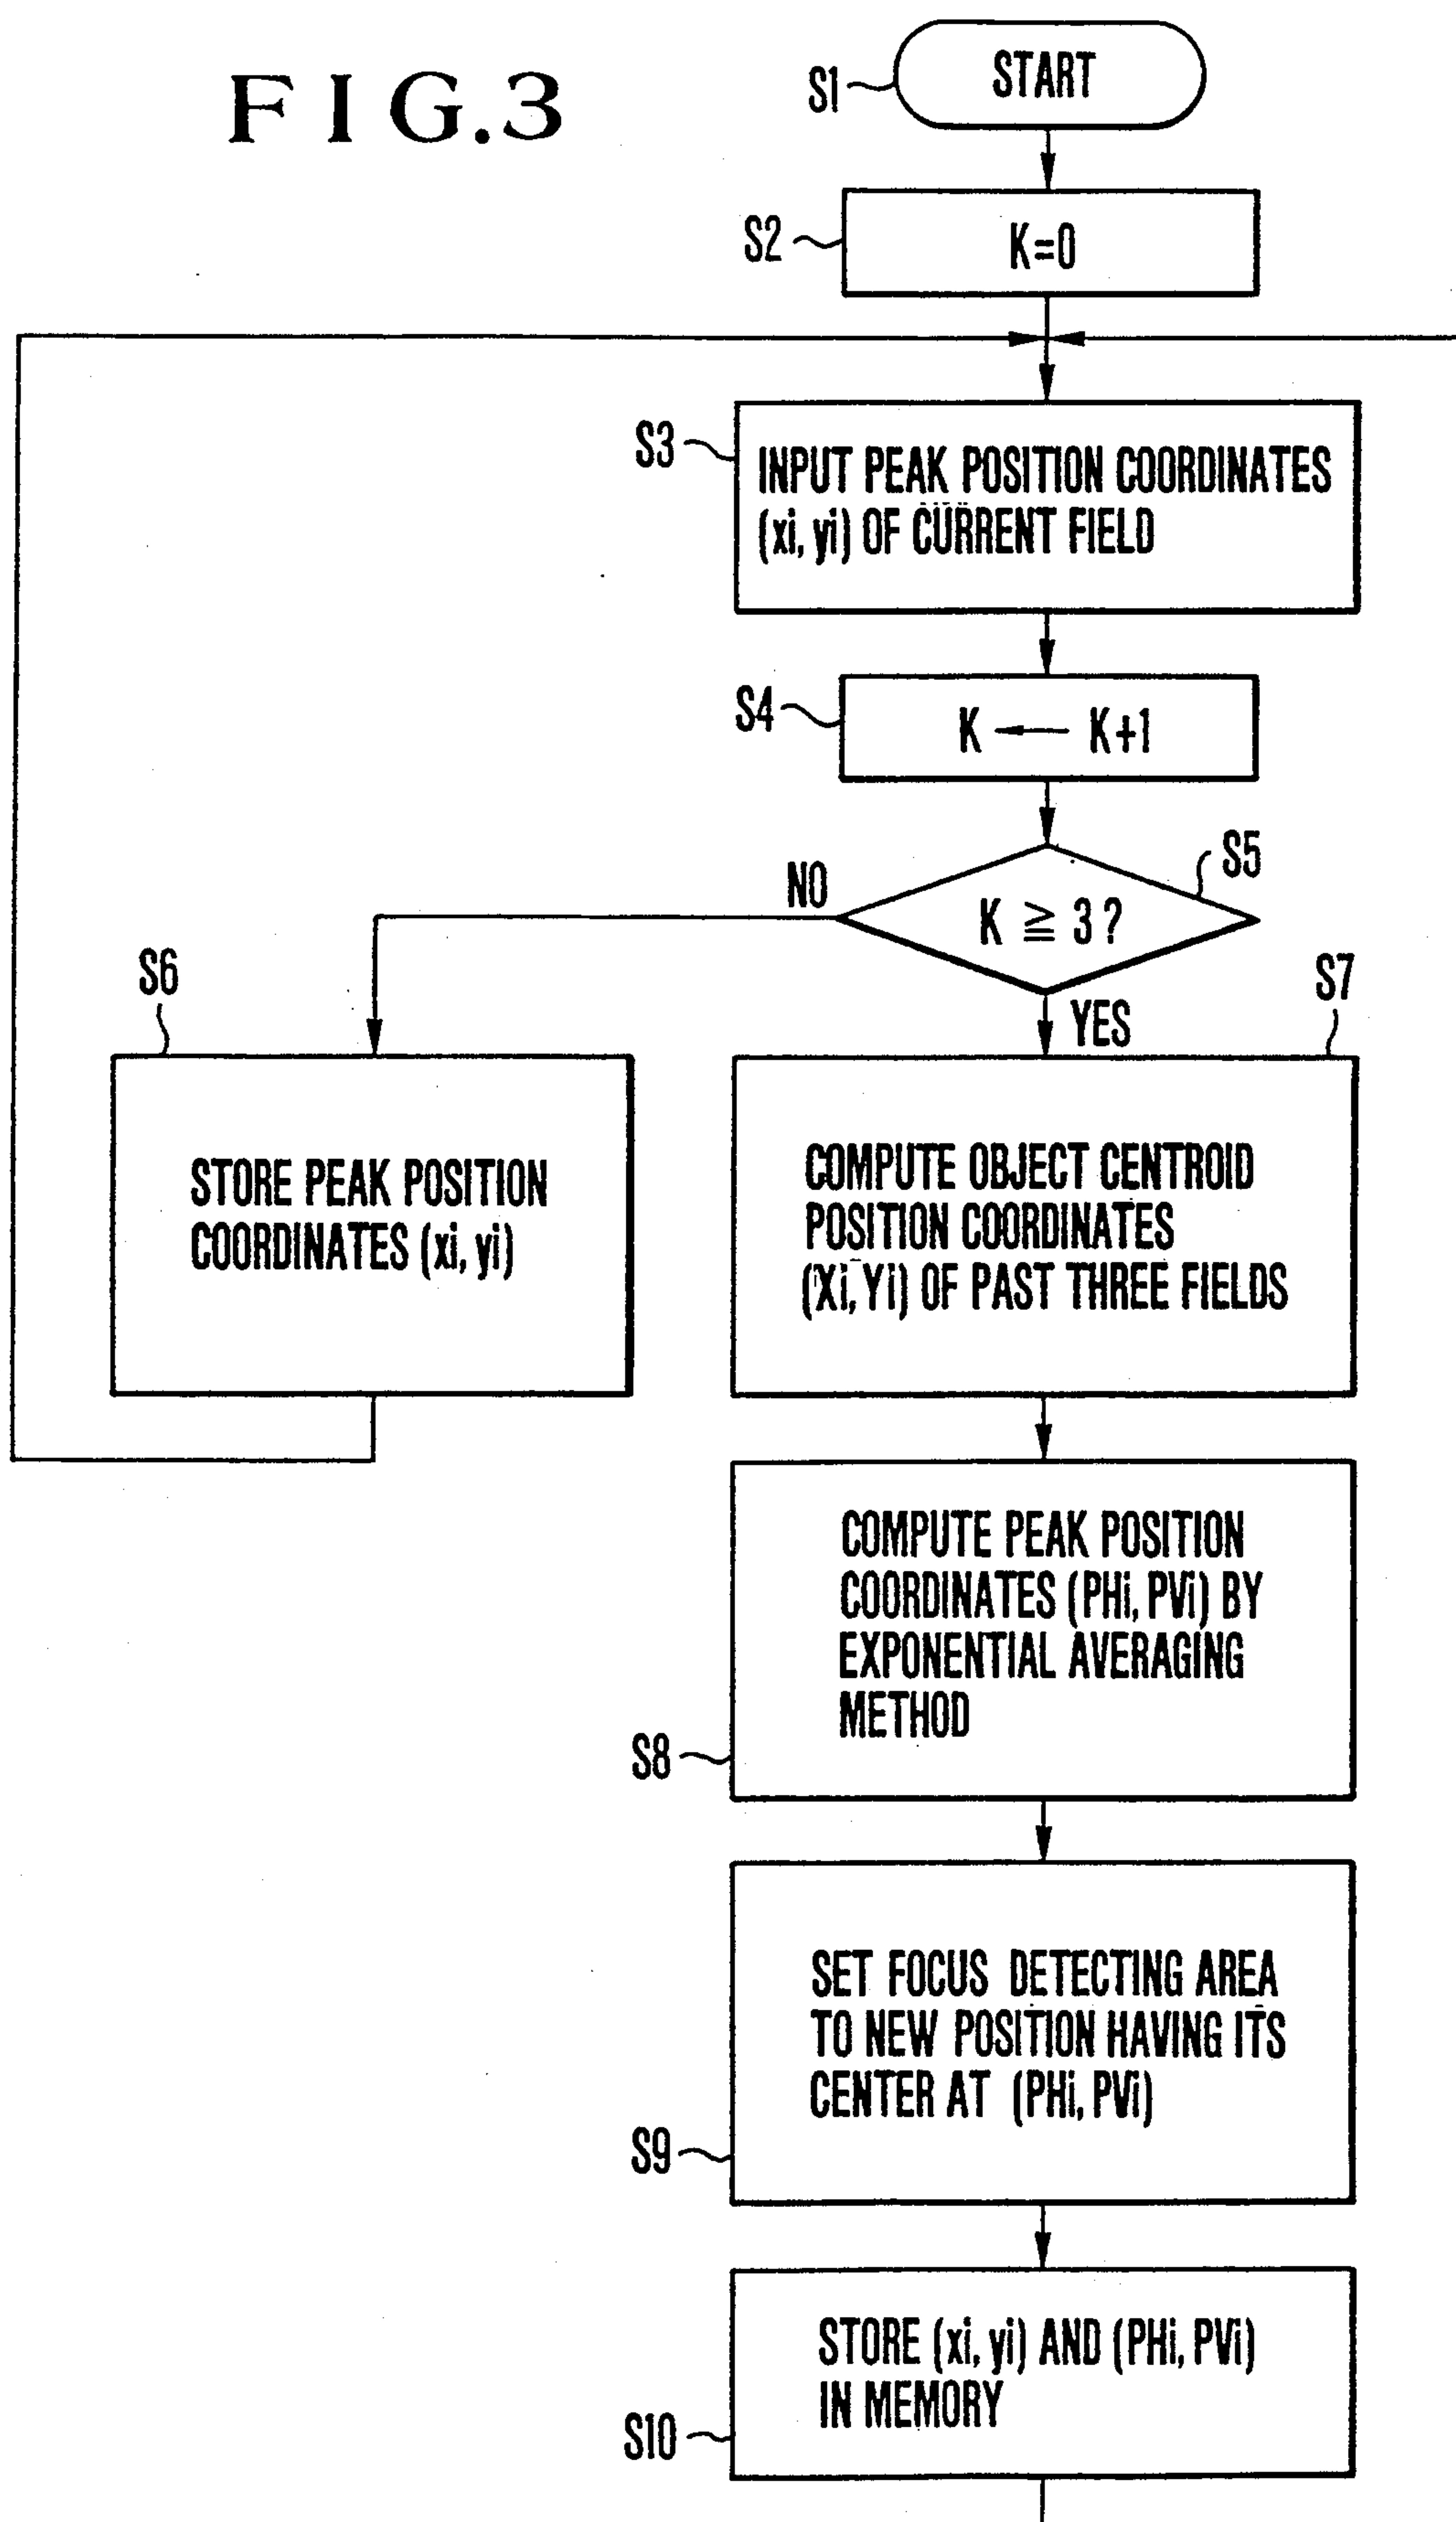 FIG.3
S1
START
S2
K=0
S3
INPUT PEAK POSITION COORDINATES
(xi, yi) OF CURRENT FIELD
S4
K ← K+1
S5
K ≧ 3?
NO
YES
S6
STORE PEAK POSITION
COORDINATES (xi, yi)
S7
COMPUTE OBJECT CENTROID
POSITION COORDINATES
(Xi, Yi) OF PAST THREE FIELDS
COMPUTE PEAK POSITION
COORDINATES (PHi, PVi) BY
EXPONENTIAL AVERAGING
METHOD
S8
SET FOCUS DETECTING AREA
TO NEW POSITION HAVING ITS
CENTER AT (PHi, PVi)
S9
STORE (xi, yi) AND (PHi, PVi)
IN MEMORY
S10